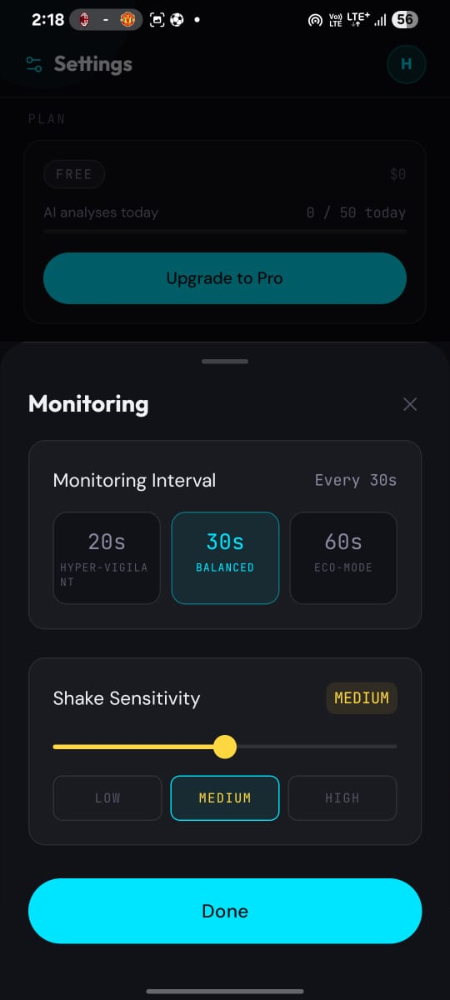 2:18 - Vo)) LTE LTE+ 56
Settings H
PLAN
FREE $0
AI analyses today 0 / 50 today
Upgrade to Pro
Monitoring
Monitoring Interval Every 30s
20s 30s 60s
HYPER-VIGILA BALANCED ECO-MODE
NT
Shake Sensitivity MEDIUM
LOW MEDIUM HIGH
Done